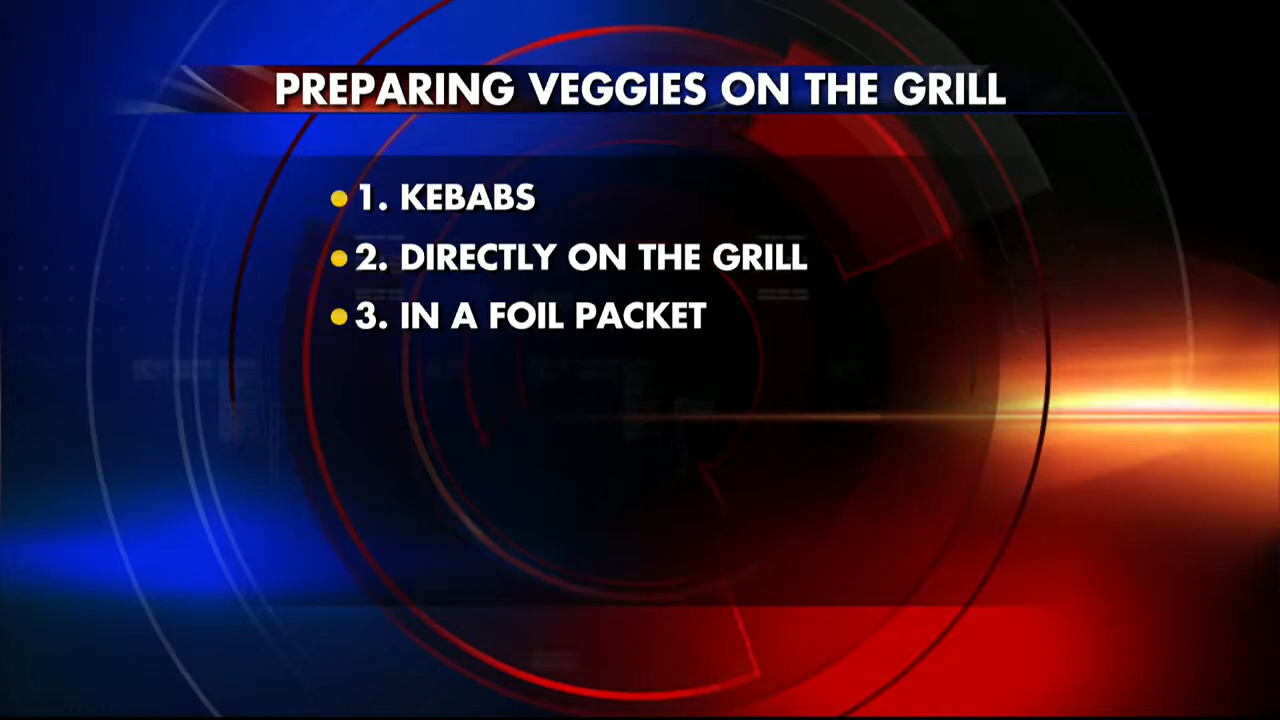 PREPARING VEGGIES ON THE GRILL
1. KEBABS
2. DIRECTLY ON THE GRILL
3. IN A FOIL PACKET